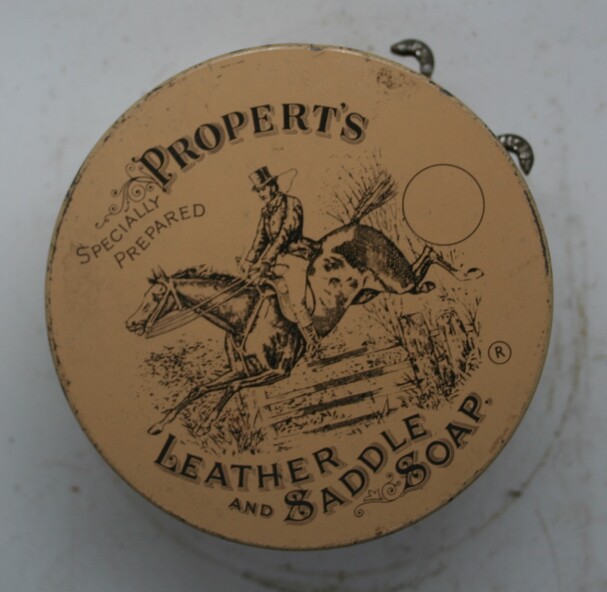 PROPERT'S
SPECIALLY
PREPARED
®
LEATHER
AND SADDLE
SOAP.